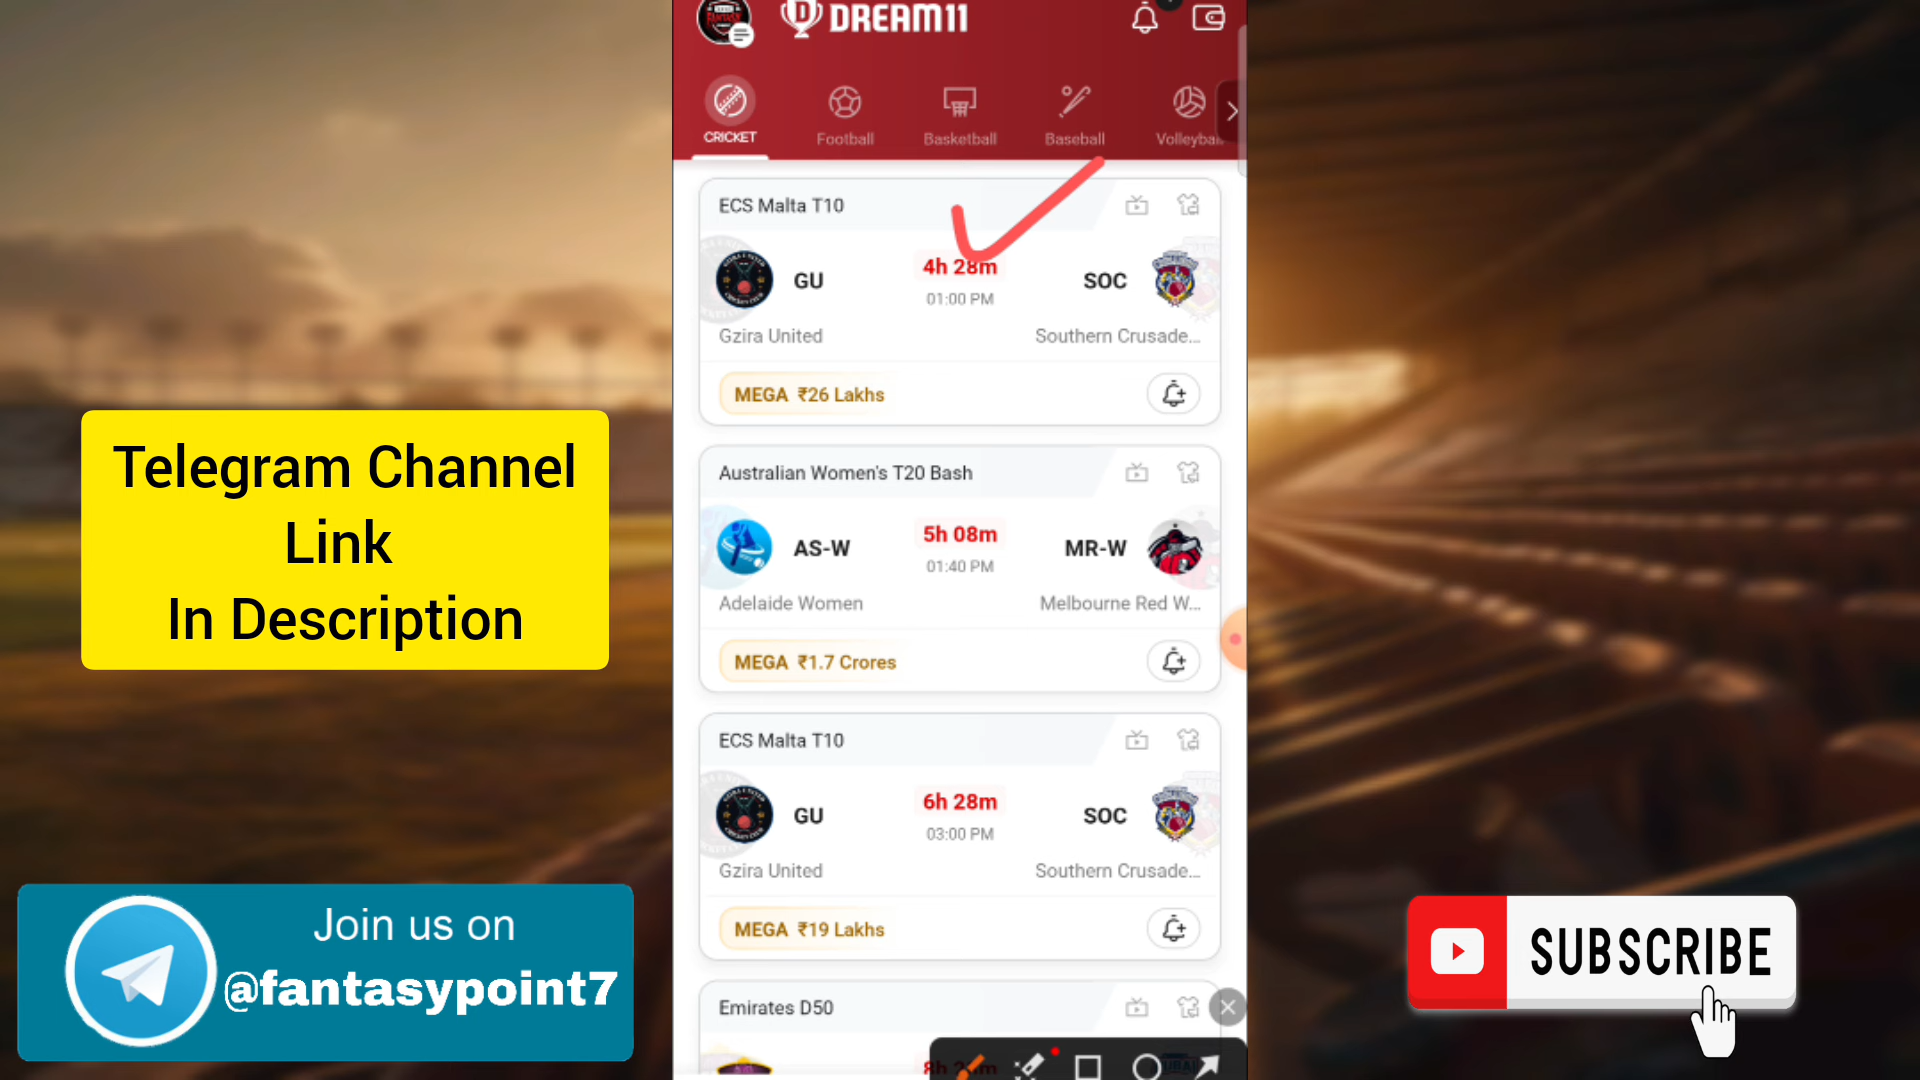 DREAM11
CRICKET
Football
Basketball
Baseball
ECS Malta T10
4h 28m
GU
SOC
01:00 PM
Gzira United
Southern Crusade...
MEGA ₹26 Lakhs
Australian Women's T20 Bash
5h 08m
AS-W
MR-W
01:40 PM
Adelaide Women
Melbourne Red W...
MEGA ₹1.7 Crores
ECS Malta T10
6h 28m
GU
SOC
03:00 PM
Gzira United
Southern Crusade...
MEGA ₹19 Lakhs
Emirates D50
Telegram Channel
Link
In Description
Join us on
@fantasypoint7
SUBSCRIBE